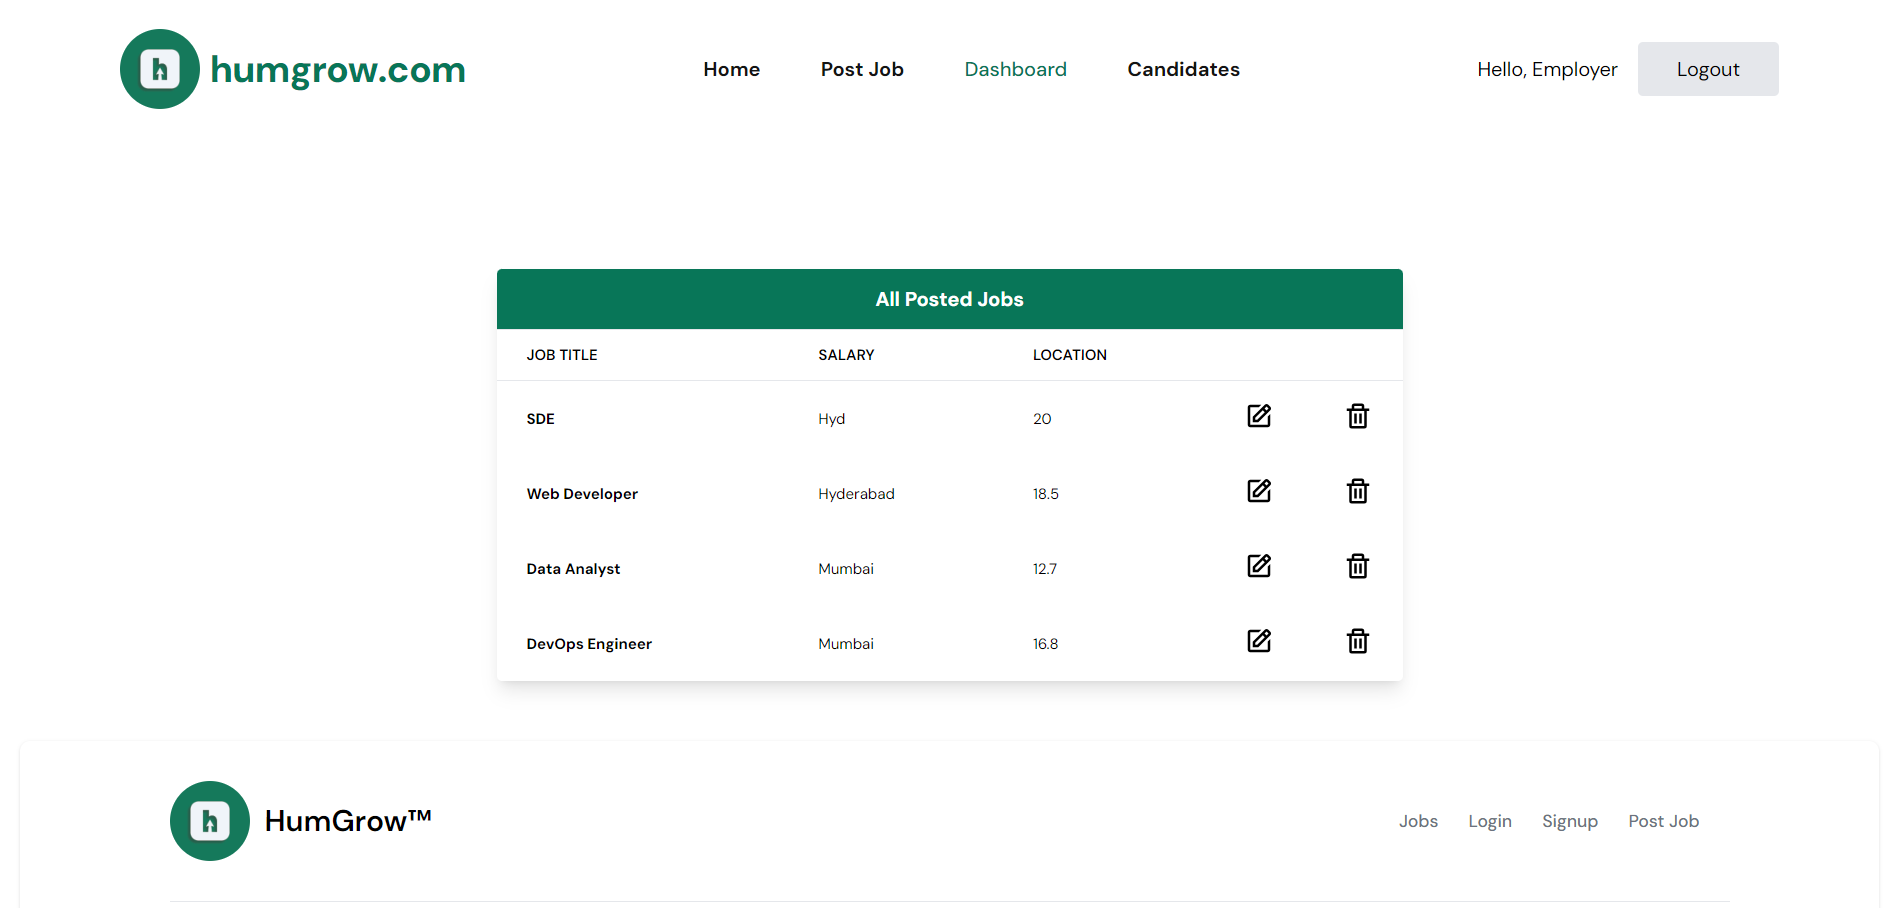 humgrow.com
Home Post Job Dashboard Candidates
Hello, Employer Logout
All Posted Jobs
JOB TITLE SALARY LOCATION
SDE Hyd 20
Web Developer Hyderabad 18.5
Data Analyst Mumbai 12.7
DevOps Engineer Mumbai 16.8
HumGrow™
Jobs Login Signup Post Job